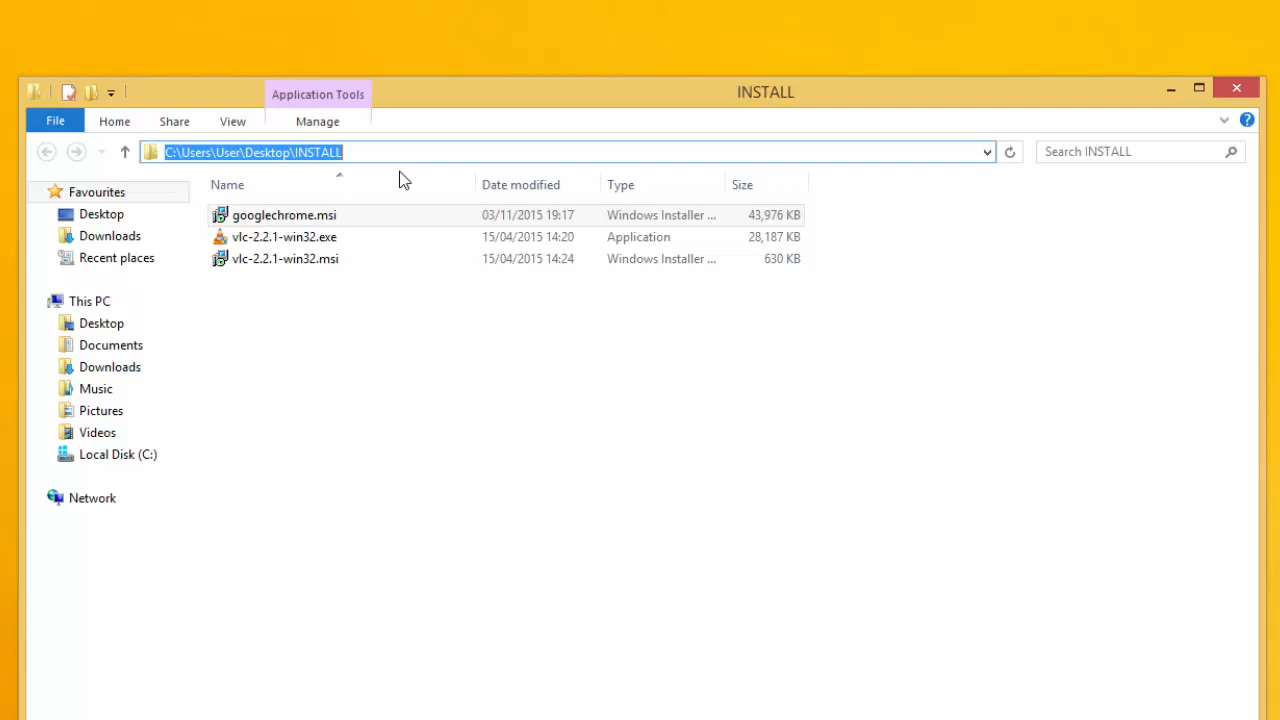 Application Tools
INSTALL
File Home Share View Manage
C:\Users\User\Desktop\INSTALL
Search INSTALL
Favourites
Desktop
Downloads
Recent places
This PC
Desktop
Documents
Downloads
Music
Pictures
Videos
Local Disk (C:)
Network
Name Date modified Type Size
googlechrome.msi 03/11/2015 19:17 Windows Installer ... 43,976 KB
vlc-2.2.1-win32.exe 15/04/2015 14:20 Application 28,187 KB
vlc-2.2.1-win32.msi 15/04/2015 14:24 Windows Installer ... 630 KB